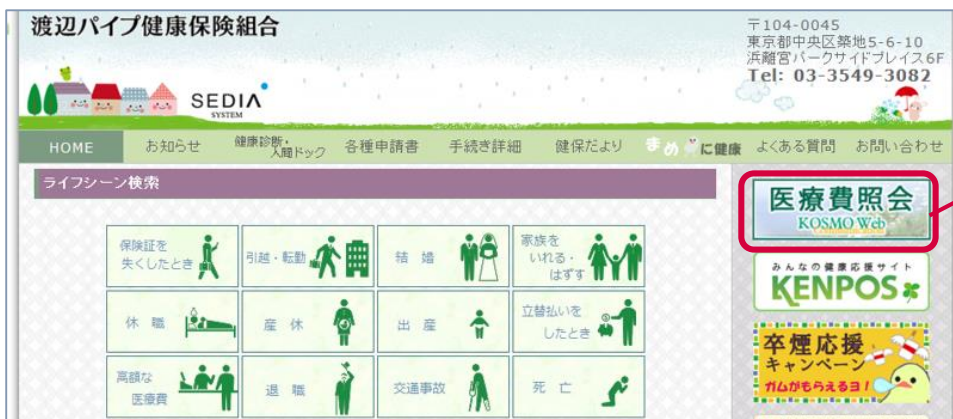 渡辺パイプ健康保険組合
〒104-0045
東京都中央区築地5-6-10
浜離宮パークサイドプレイス6F
Tel: 03-3549-3082
SEDIA
SYSTEM
HOME
お知らせ
健康診断・
人間ドック
各種申請書
手続き詳細
健保だより
まめに健康
よくある質問
お問い合わせ
ライフシーン検索
保険証を
失くしたとき
引越・転勤
結 婚
家族を
いれる・
はずす
休 職
産 休
出 産
立替払いを
したとき
高額な
医療費
退 職
交通事故
死 亡
医療費照会
KOSMO Web
みんなの健康応援サイト
KENPOS
卒煙応援
キャンペーン
ガムがもらえるヨ!